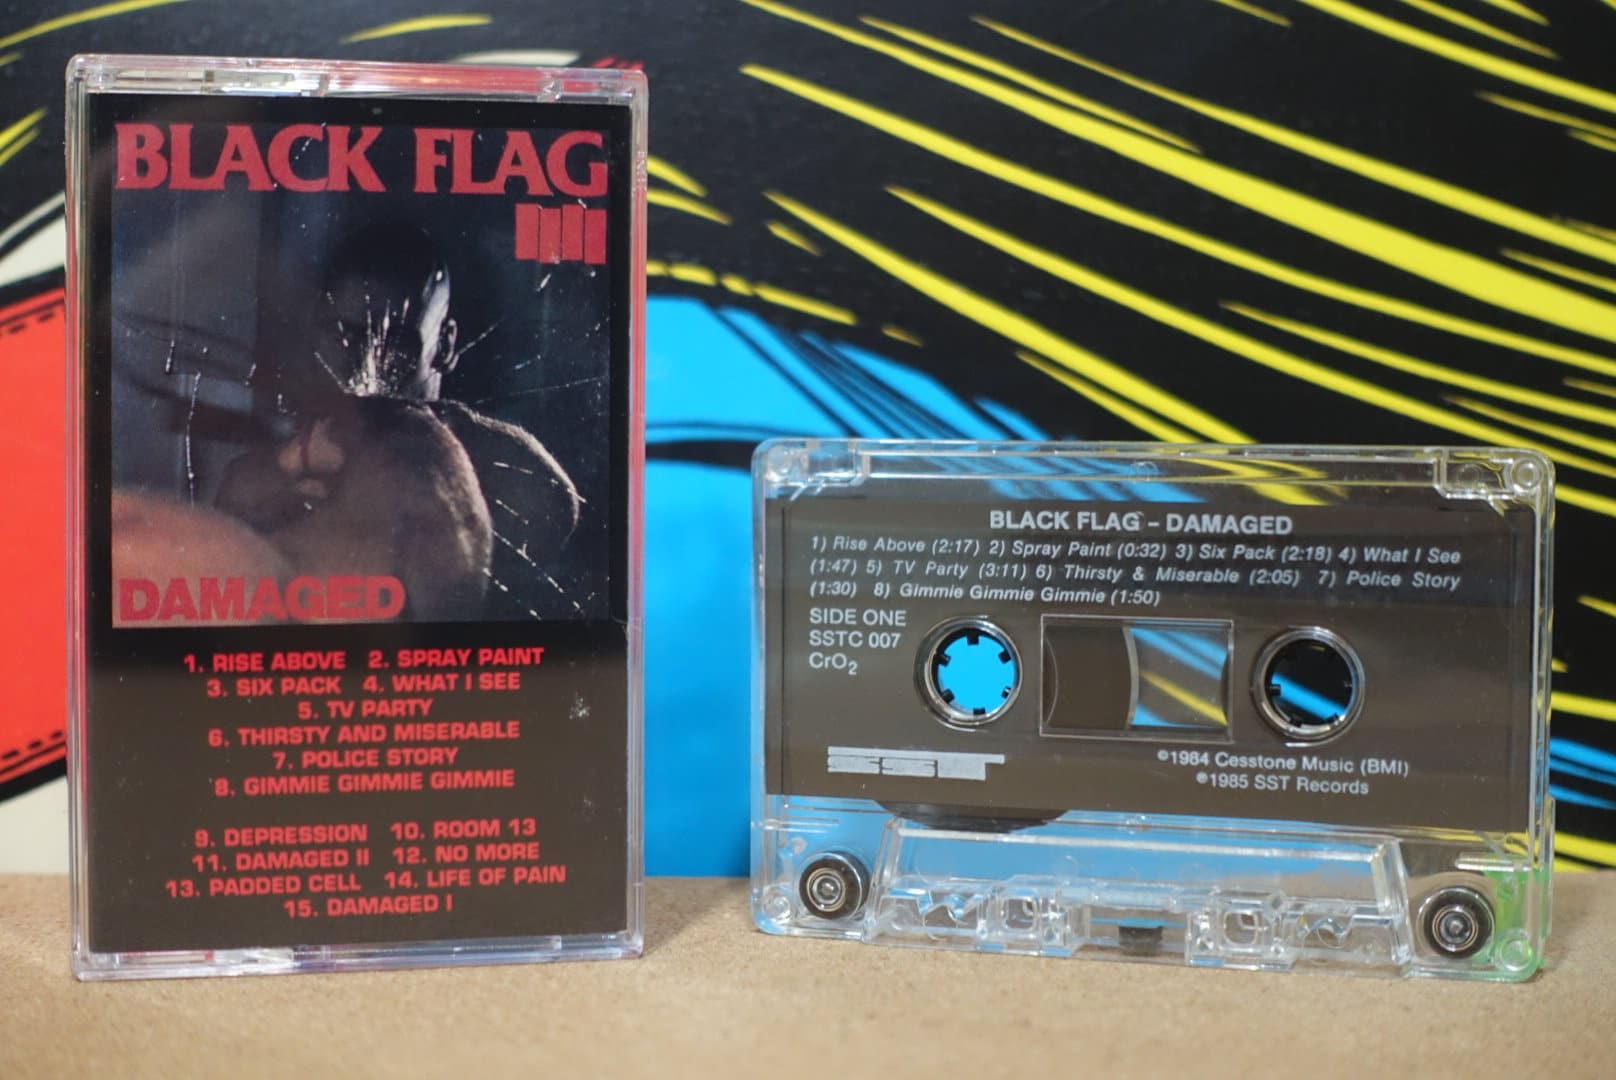 BLACK FLAG
DAMAGED
1. RISE ABOVE 2. SPRAY PAINT
3. SIX PACK 4. WHAT I SEE
5. TV PARTY
6. THIRSTY AND MISERABLE
7. POLICE STORY
8. GIMMIE GIMMIE GIMMIE
9. DEPRESSION 10. ROOM 13
11. DAMAGED II 12. NO MORE
13. PADDED CELL 14. LIFE OF PAIN
15. DAMAGED I
BLACK FLAG – DAMAGED
1) Rise Above (2:17) 2) Spray Paint (0:32) 3) Six Pack (2:18) 4) What I See
(1:47) 5) TV Party (3:11) 6) Thirsty & Miserable (2:05) 7) Police Story
(1:30) 8) Gimmie Gimmie Gimmie (1:50)
SIDE ONE
SSTC 007
CrO₂
SST
©1984 Cesstone Music (BMI)
℗1985 SST Records